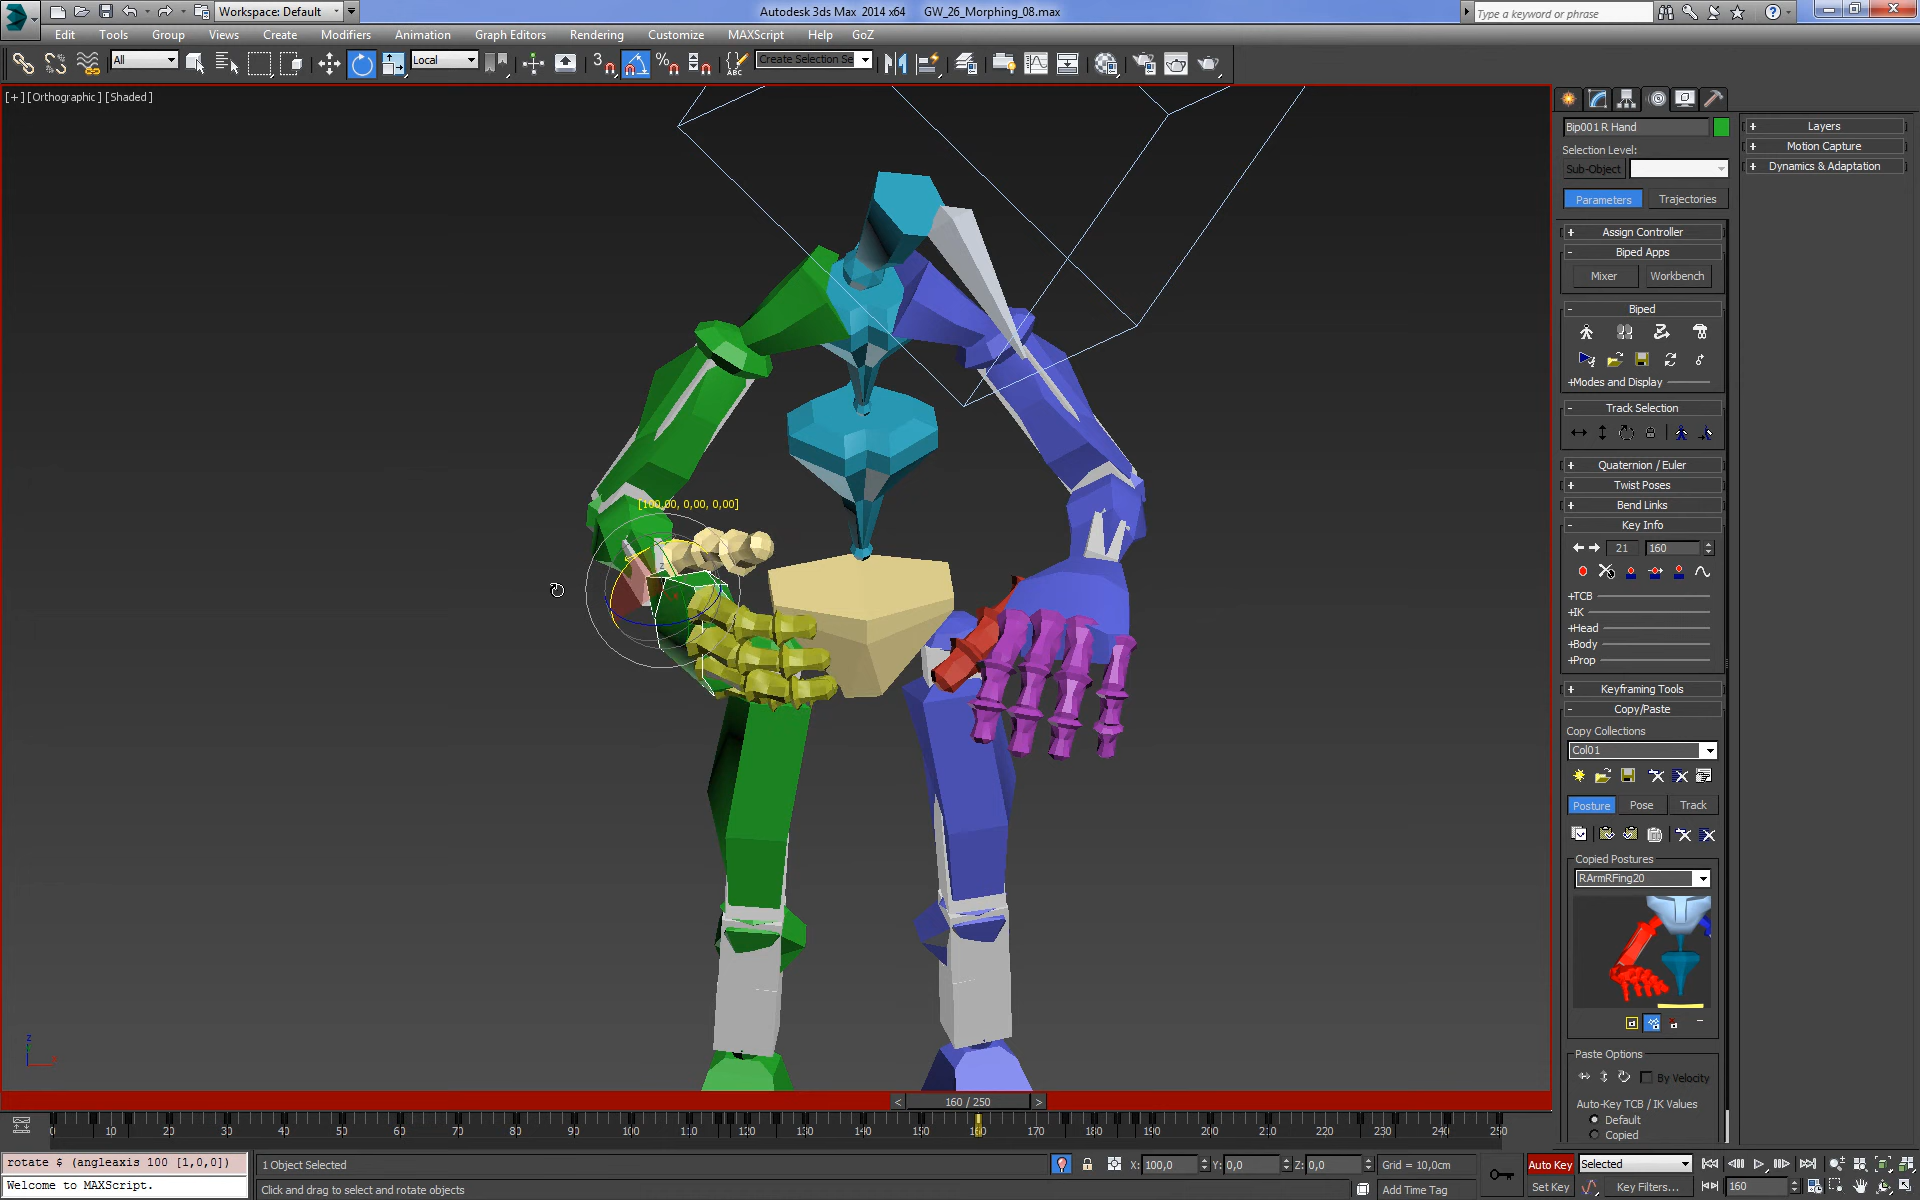 Workspace: Default
Autodesk 3ds Max 2014 x64 GW_26_Morphing_08.max
Type a keyword or phrase
Edit Tools Group Views Create Modifiers Animation Graph Editors Rendering Customize MAXScript Help GoZ
All
Local
Create Selection Se
[+] [Orthographic] [Shaded]
[100,00, 0,00, 0,00]
Bip001 R Hand
Selection Level:
Sub-Object
Parameters Trajectories
+ Assign Controller
- Biped Apps
Mixer Workbench
- Biped
+Modes and Display
- Track Selection
+ Quaternion / Euler
+ Twist Poses
+ Bend Links
- Key Info
21 160
+TCB
+IK
+Head
+Body
+Prop
+ Keyframing Tools
- Copy/Paste
Copy Collections
Col01
Posture Pose Track
Copied Postures
RArmRFing20
Paste Options
By Velocity
Auto-Key TCB / IK Values
Default
Copied
+ Layers
+ Motion Capture
+ Dynamics & Adaptation
< 160 / 250 >
0 10 20 30 40 50 60 70 80 90 100 110 120 130 140 150 160 170 180 190 200 210 220 230 240 250
rotate $ (angleaxis 100 [1,0,0])
Welcome to MAXScript.
1 Object Selected
Click and drag to select and rotate objects
X: 100,0 Y: 0,0 Z: 0,0
Grid = 10,0cm
Add Time Tag
Auto Key Selected
Set Key Key Filters...
160